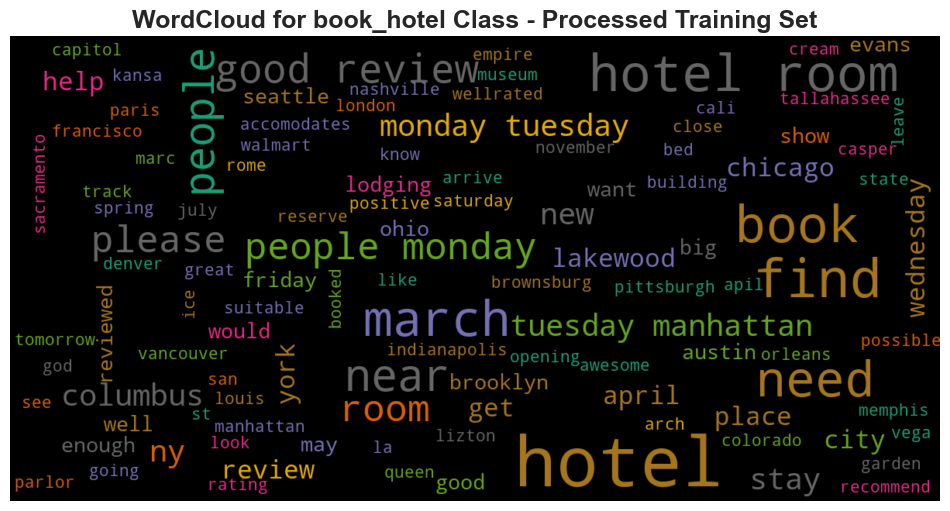 WordCloud for book_hotel Class - Processed Training Set
capitol
empire
cream
evans
help
kansa
people
good review
museum
hotel room
seattle
nashville
wellrated
tallahassee
paris
london
cali
leave
francisco
accomodates
monday tuesday
close
show
walmart
know
november
casper
sacramento
marc
rome
bed
chicago
track
lodging
arrive
want
building
state
spring
july
positive
saturday
wednesday
reserve
new
book
please
ohio
people monday
lakewood
big
denver
great
friday
booked
like
brownsburg
pittsburgh
apil
find
reviewed
ice
suitable
march
tuesday manhattan
tomorrow
would
possible
vancouver
york
indianapolis
opening
awesome
austin
orleans
god
san
near
brooklyn
need
see
columbus
louis
room
get
april
place
memphis
st
well
manhattan
arch
vega
enough
ny
look
may
la
lizton
hotel
colorado
city
going
review
queen
good
stay
garden
parlor
rating
recommend